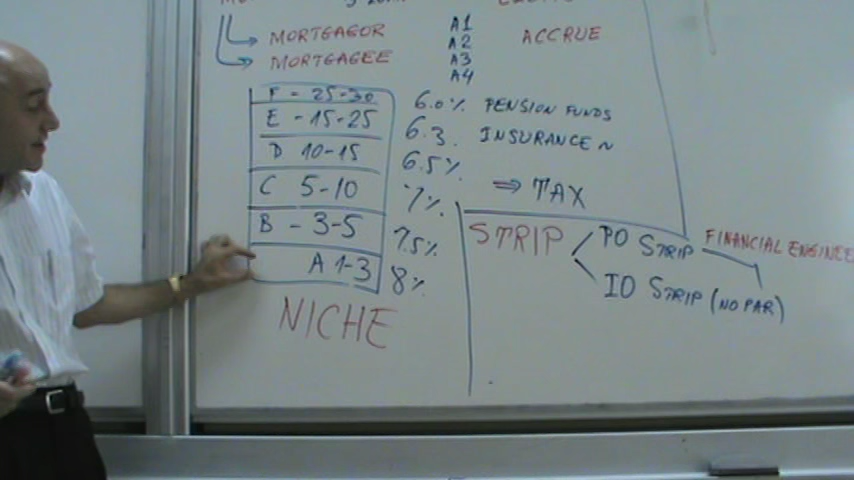 MORTGAGOR
MORTGAGEE
A1
A2
A3
A4
ACCRUE
F - 25-30
E - 15-25
D 10-15
C 5-10
B - 3-5
A 1-3
6.0%
6.3.
6.5%
7%
7.5%
8%
PENSION FUNDS
INSURANCE ~
⇒ TAX
NICHE
STRIP
PO STRIP
IO STRIP (NO PAR)
FINANCIAL ENGINEE